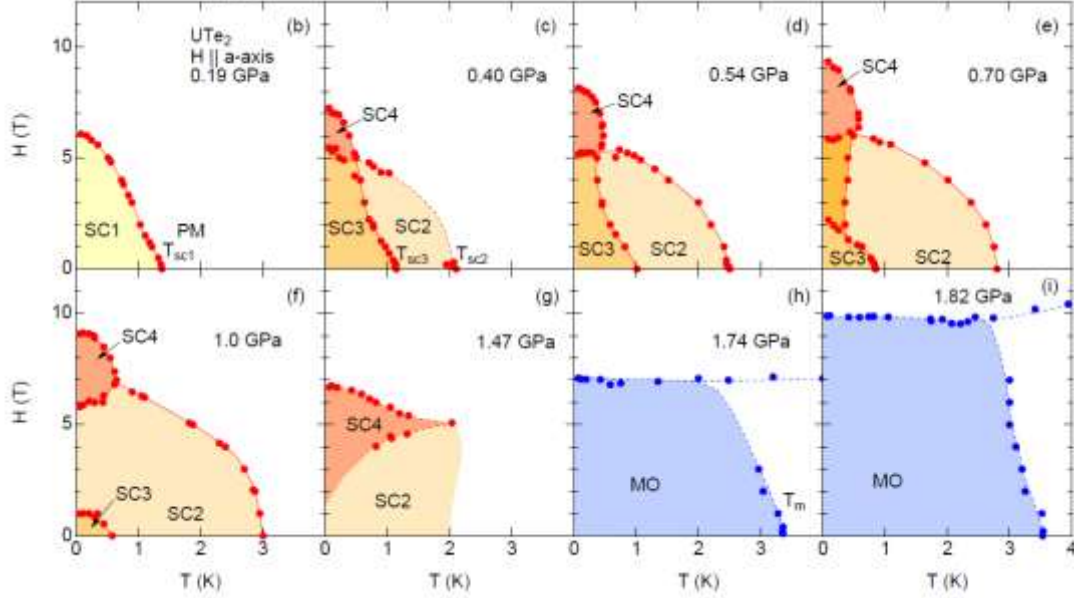 (b)
UTe2
H || a-axis
0.19 GPa
SC1
PM
Tsc1
(c)
0.40 GPa
SC4
SC3
SC2
Tsc3
Tsc2
(d)
0.54 GPa
SC4
SC3
SC2
(e)
0.70 GPa
SC4
SC3
SC2
10
5
0
H (T)
(f)
1.0 GPa
SC4
SC3
SC2
(g)
1.47 GPa
SC4
SC2
(h)
1.74 GPa
MO
Tm
(i)
1.82 GPa
MO
10
5
0
H (T)
0 1 2 3
0 1 2 3
0 1 2 3
0 1 2 3 4
T (K)
T (K)
T (K)
T (K)